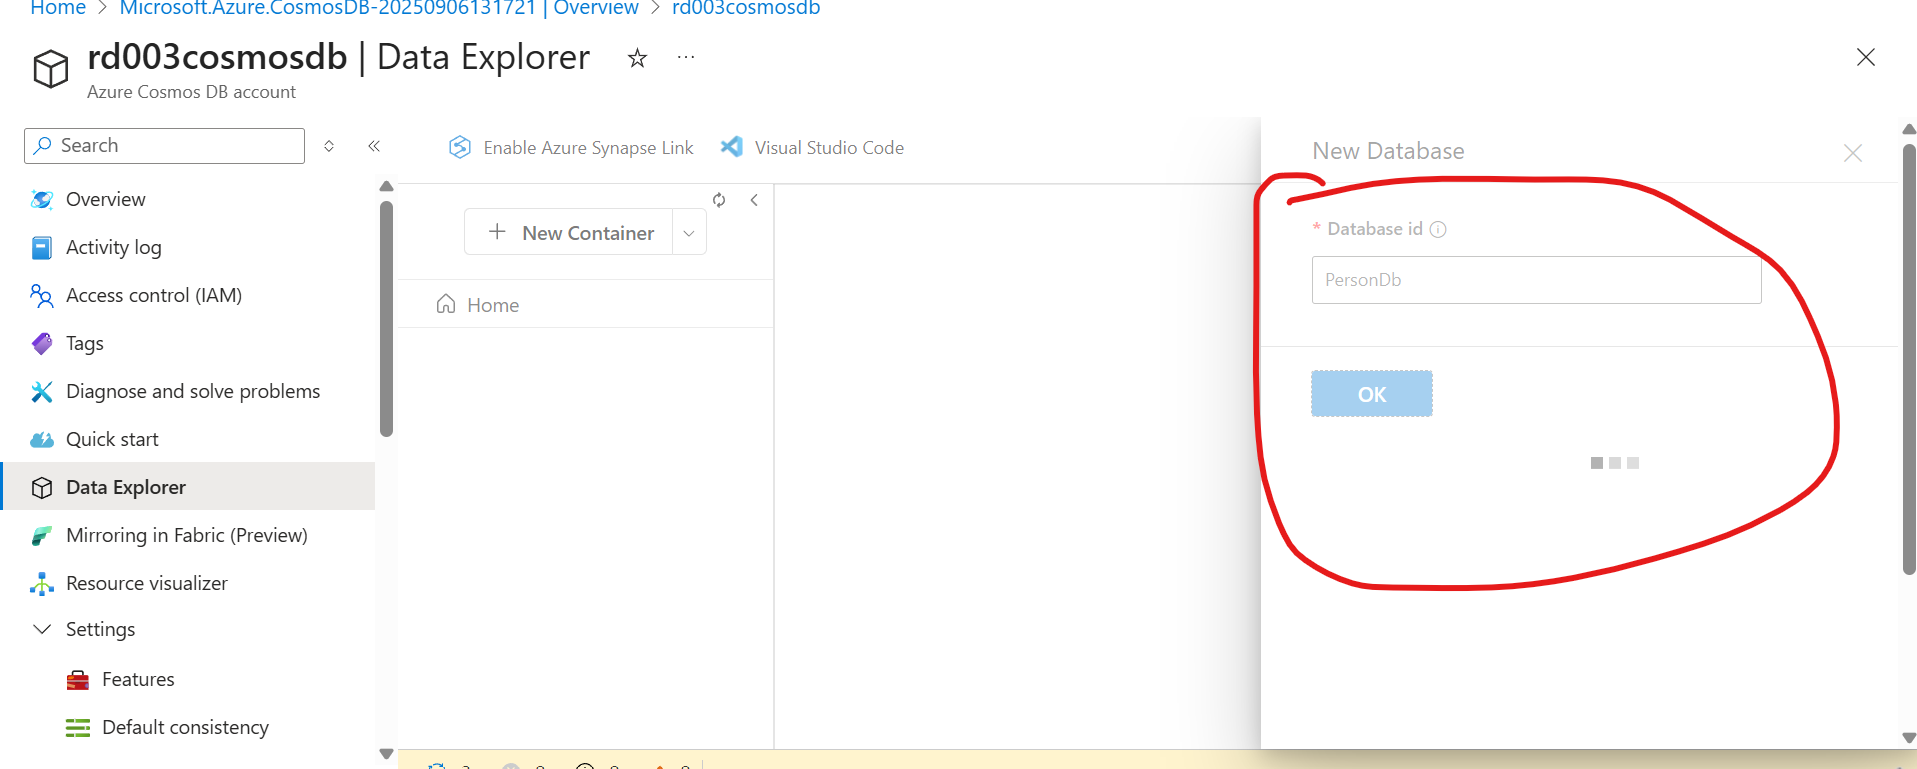 Home > Microsoft.Azure.CosmosDB-20250906131721 | Overview > rd003cosmosdb
rd003cosmosdb | Data Explorer
Azure Cosmos DB account
Search
Overview
Activity log
Access control (IAM)
Tags
Diagnose and solve problems
Quick start
Data Explorer
Mirroring in Fabric (Preview)
Resource visualizer
Settings
Features
Default consistency
Enable Azure Synapse Link
Visual Studio Code
New Container
Home
New Database
* Database id
PersonDb
OK